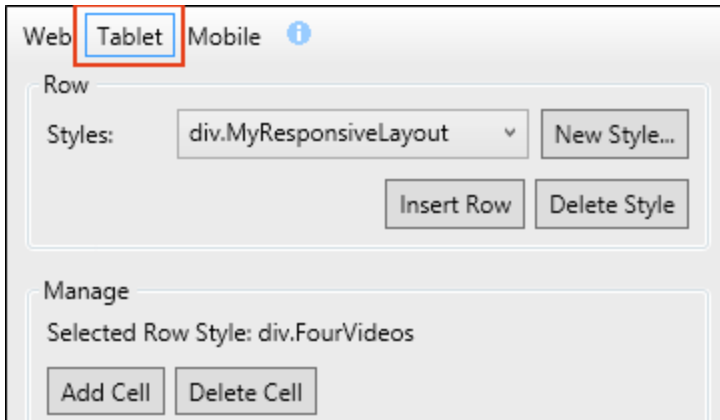 Web Tablet Mobile i
Row
Styles: div.MyResponsiveLayout New Style...
Insert Row Delete Style
Manage
Selected Row Style: div.FourVideos
Add Cell Delete Cell